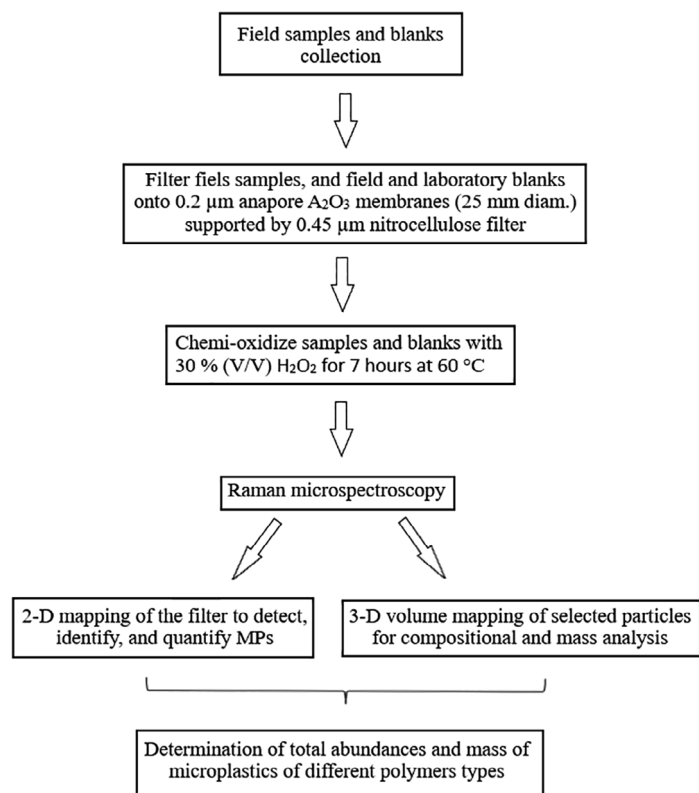 Field samples and blanks
collection
Filter fiels samples, and field and laboratory blanks
onto 0.2 µm anapore A₂O₃ membranes (25 mm diam.)
supported by 0.45 µm nitrocellulose filter
Chemi-oxidize samples and blanks with
30 % (V/V) H₂O₂ for 7 hours at 60 °C
Raman microspectroscopy
2-D mapping of the filter to detect,
identify, and quantify MPs
3-D volume mapping of selected particles
for compositional and mass analysis
Determination of total abundances and mass of
microplastics of different polymers types